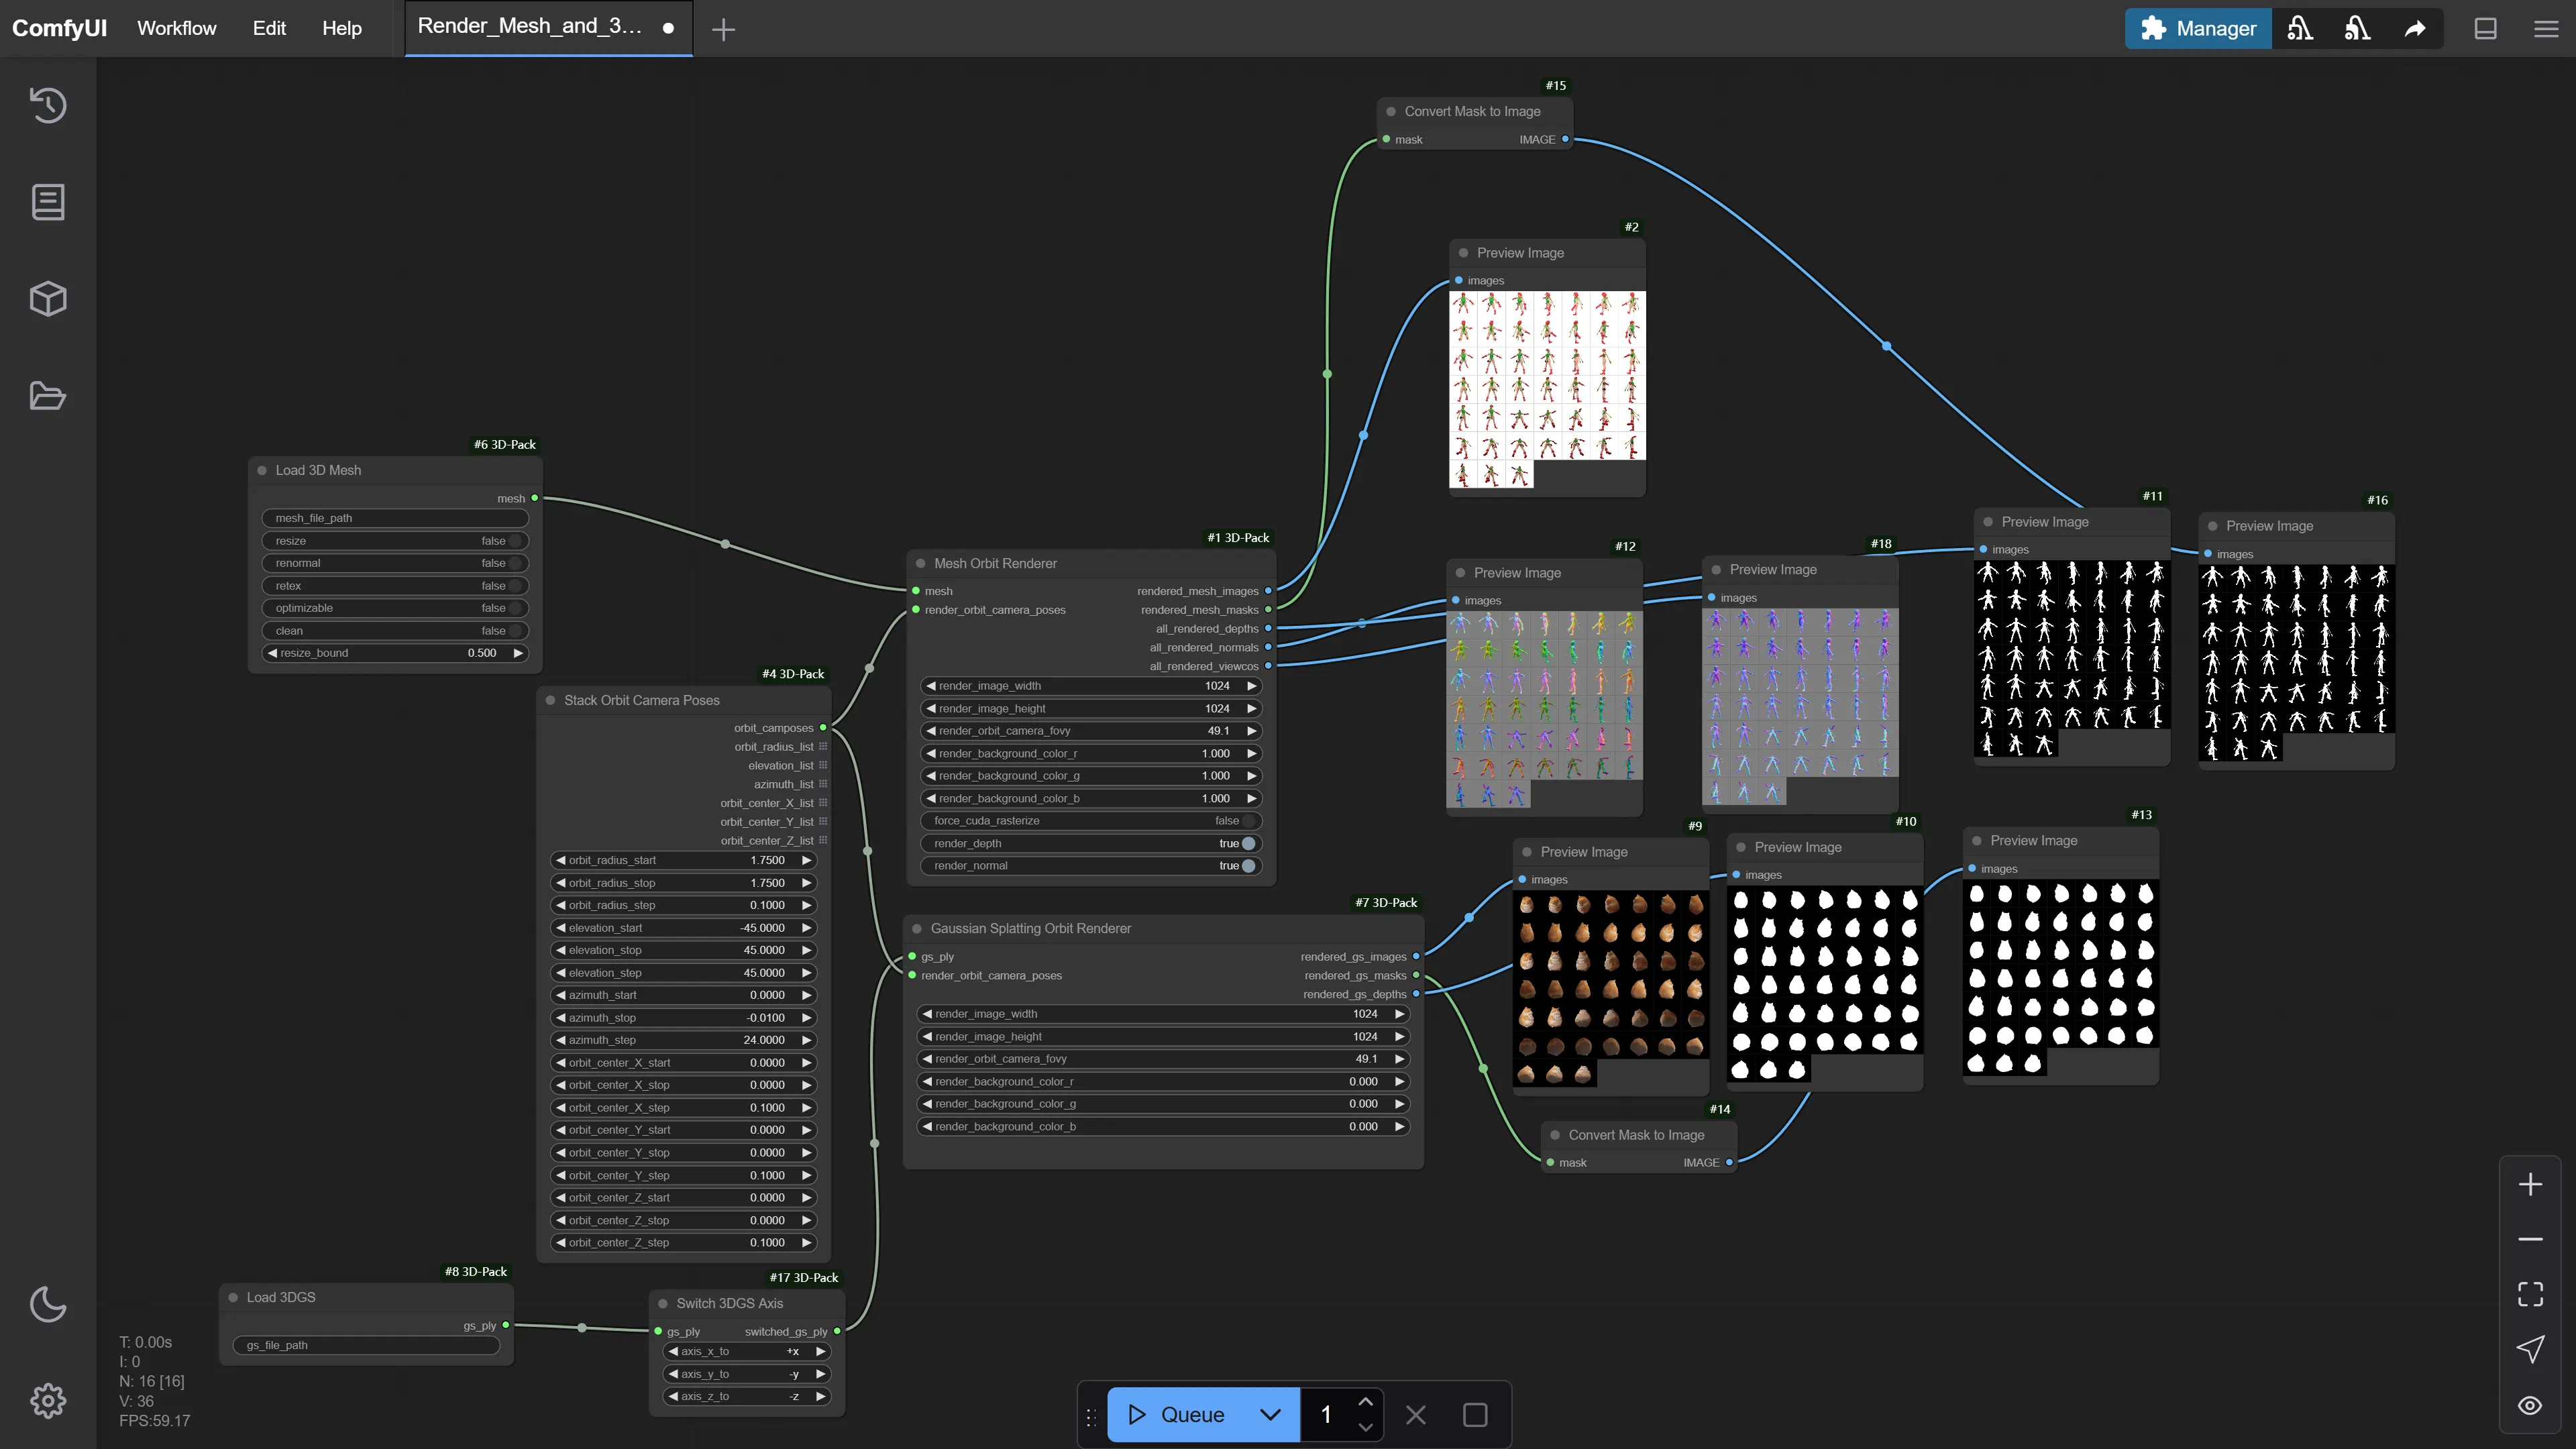 ComfyUI Workflow Edit Help Render_Mesh_and_3...
Manager
#15
Convert Mask to Image
mask IMAGE
#2
Preview Image
images
#6 3D-Pack
Load 3D Mesh
mesh
mesh_file_path
resize false
renormal false
retex false
optimizable false
clean false
resize_bound 0.500
#4 3D-Pack
Stack Orbit Camera Poses
orbit_camposes
orbit_radius_list
elevation_list
azimuth_list
orbit_center_X_list
orbit_center_Y_list
orbit_center_Z_list
orbit_radius_start 1.7500
orbit_radius_stop 1.7500
orbit_radius_step 0.1000
elevation_start -45.0000
elevation_stop 45.0000
elevation_step 45.0000
azimuth_start 0.0000
azimuth_stop -0.0100
azimuth_step 24.0000
orbit_center_X_start 0.0000
orbit_center_X_stop 0.0000
orbit_center_X_step 0.1000
orbit_center_Y_start 0.0000
orbit_center_Y_stop 0.0000
orbit_center_Y_step 0.1000
orbit_center_Z_start 0.0000
orbit_center_Z_stop 0.0000
orbit_center_Z_step 0.1000
#1 3D-Pack
Mesh Orbit Renderer
mesh rendered_mesh_images
render_orbit_camera_poses rendered_mesh_masks
all_rendered_depths
all_rendered_normals
all_rendered_viewcos
render_image_width 1024
render_image_height 1024
render_orbit_camera_fovy 49.1
render_background_color_r 1.000
render_background_color_g 1.000
render_background_color_b 1.000
force_cuda_rasterize false
render_depth true
render_normal true
#12
Preview Image
images
#18
Preview Image
images
#11
Preview Image
images
#16
Preview Image
images
#7 3D-Pack
Gaussian Splatting Orbit Renderer
gs_ply rendered_gs_images
render_orbit_camera_poses rendered_gs_masks
rendered_gs_depths
render_image_width 1024
render_image_height 1024
render_orbit_camera_fovy 49.1
render_background_color_r 0.000
render_background_color_g 0.000
render_background_color_b 0.000
#9
Preview Image
images
#10
Preview Image
images
#13
Preview Image
images
#14
Convert Mask to Image
mask IMAGE
#8 3D-Pack
Load 3DGS
gs_ply
gs_file_path
#17 3D-Pack
Switch 3DGS Axis
gs_ply switched_gs_ply
axis_x_to +x
axis_y_to -y
axis_z_to -z
T: 0.00s
I: 0
N: 16 [16]
V: 36
FPS:59.17
Queue 1